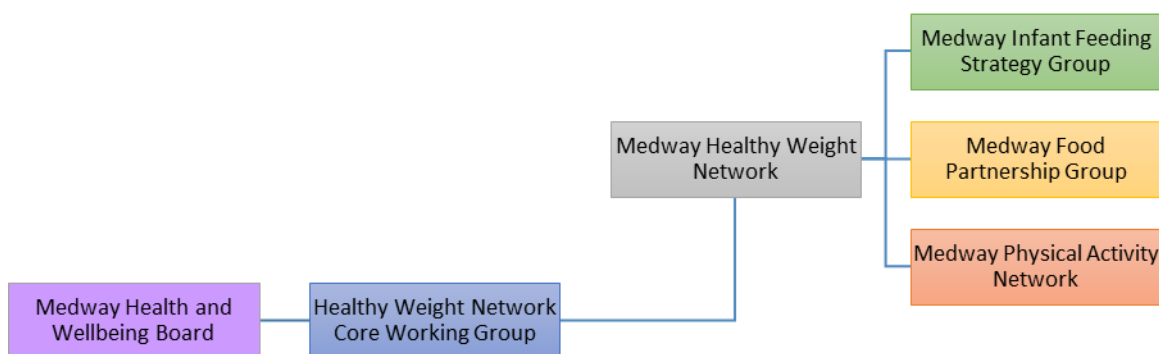 Medway Infant Feeding
Strategy Group
Medway Healthy Weight
Network
Medway Food
Partnership Group
Medway Physical Activity
Network
Medway Health and
Wellbeing Board
Healthy Weight Network
Core Working Group